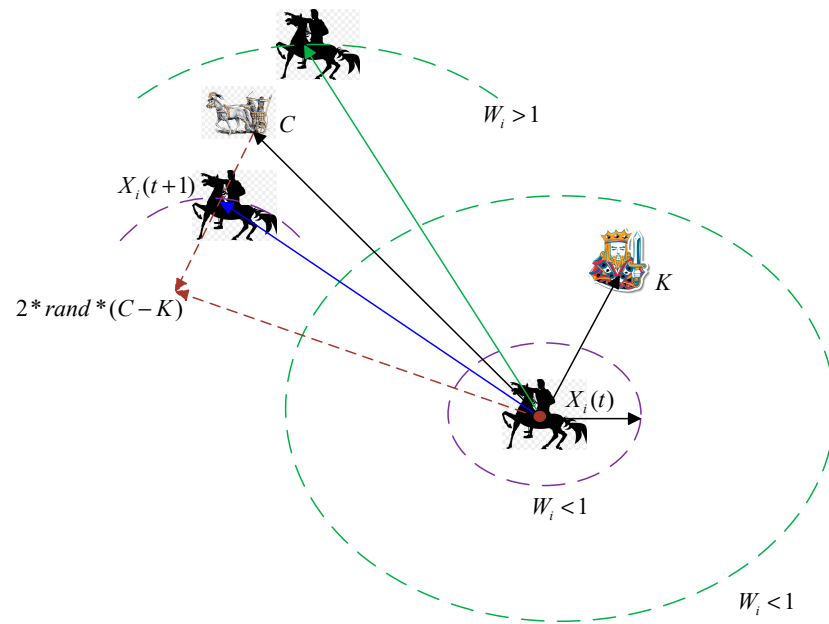 W_i > 1
C
X_i(t+1)
K
2*rand*(C−K)
X_i(t)
W_i < 1
W_i < 1